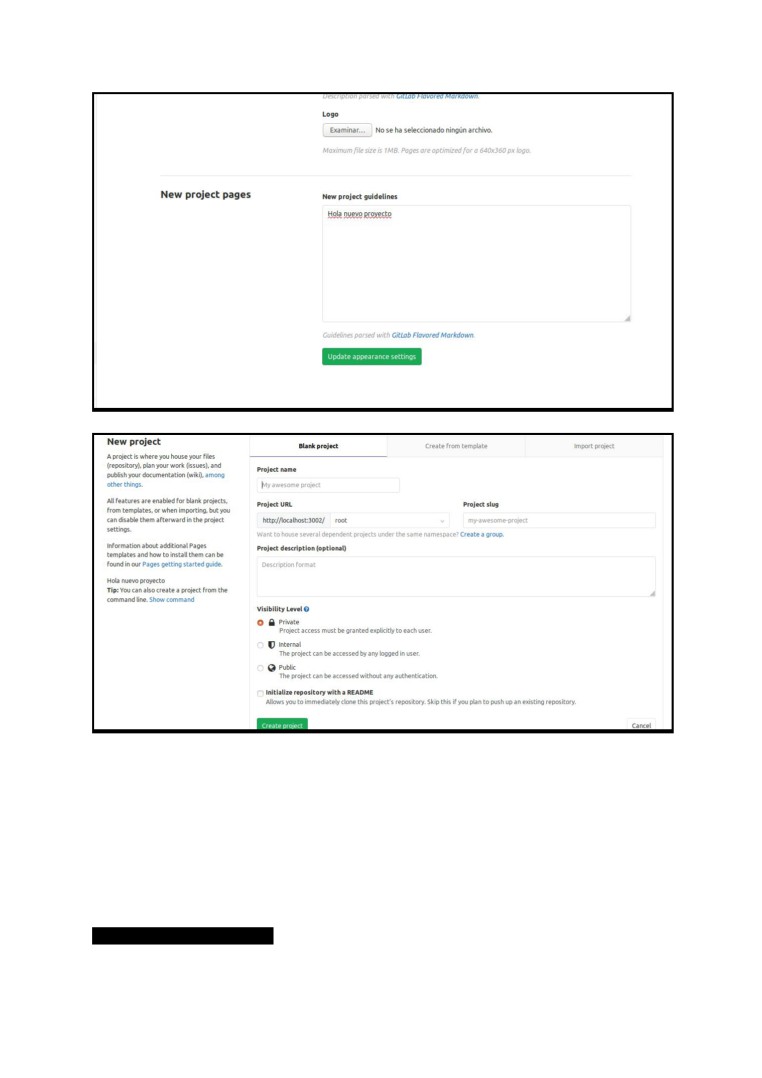 Description parsed with GitLab Flavored Markdown.
Logo
Examinar... No se ha seleccionado ningún archivo.
Maximum file size is 1MB. Pages are optimized for a 640x360 px logo.
New project pages
New project guidelines
Hola nuevo proyecto
Guidelines parsed with GitLab Flavored Markdown.
Update appearance settings
New project
A project is where you house your files
(repository), plan your work (issues), and
publish your documentation (wiki), among
other things.
All features are enabled for blank projects,
from templates, or when importing, but you
can disable them afterward in the project
settings.
Information about additional Pages
templates and how to install them can be
found in our Pages getting started guide.
Hola nuevo proyecto
Tip: You can also create a project from the
command line. Show command
Blank project Create from template Import project
Project name
My awesome project
Project URL Project slug
http://localhost:3002/ root my-awesome-project
Want to house several dependent projects under the same namespace? Create a group.
Project description (optional)
Description format
Visibility Level
Private
Project access must be granted explicitly to each user.
Internal
The project can be accessed by any logged in user.
Public
The project can be accessed without any authentication.
Initialize repository with a README
Allows you to immediately clone this project's repository. Skip this if you plan to push up an existing repository.
Create project Cancel